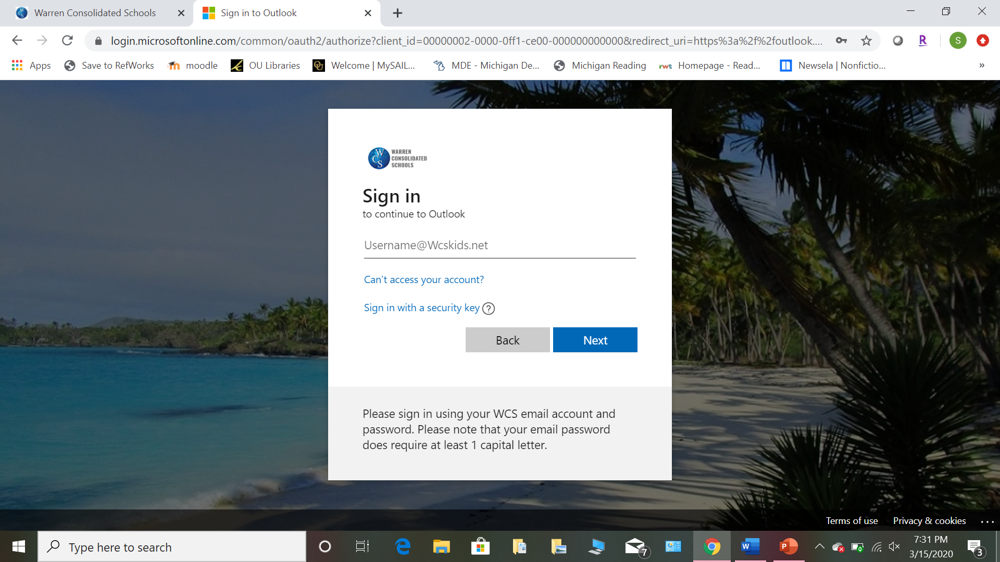 Warren Consolidated Schools
Sign in to Outlook
login.microsoftonline.com/common/oauth2/authorize?client_id=00000002-0000-0ff1-ce00-000000000000&redirect_uri=https%3a%2f%2foutlook....
R
S
Apps
Save to RefWorks
moodle
OU Libraries
Welcome | MySAIL...
MDE - Michigan De...
Michigan Reading
rwt
Homepage - Read...
Newsela | Nonfictio...
»
WCS
WARREN
CONSOLIDATED
SCHOOLS
Sign in
to continue to Outlook
Username@Wcskids.net
Can't access your account?
Sign in with a security key ?
Back
Next
Please sign in using your WCS email account and
password. Please note that your email password
does require at least 1 capital letter.
Terms of use
Privacy & cookies
...
Type here to search
7
W
P
7:31 PM
3/15/2020
3